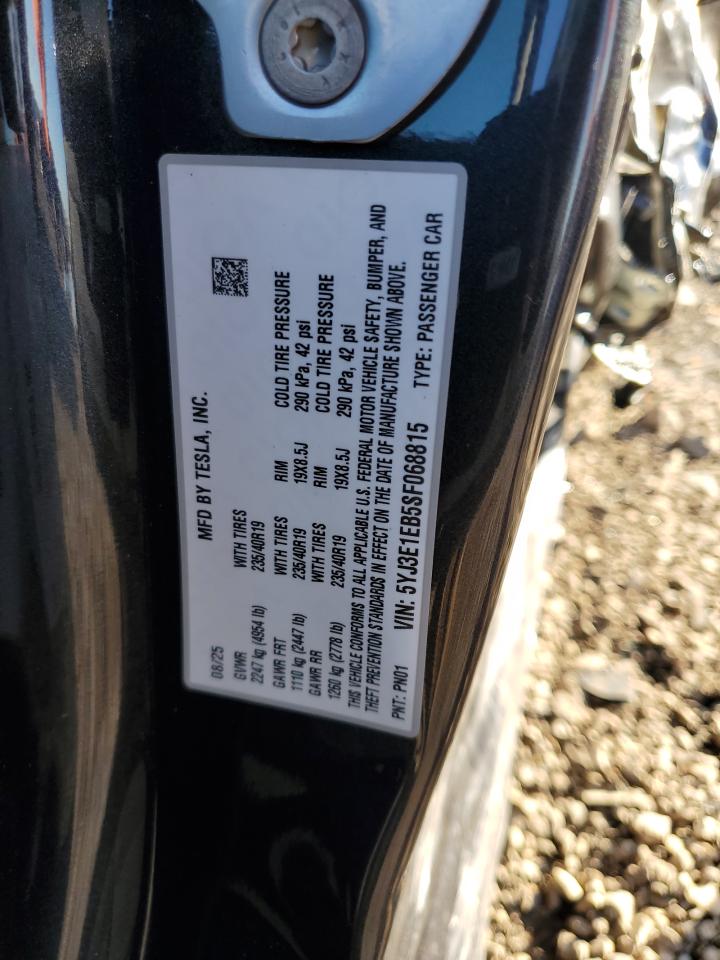 MFD BY TESLA, INC.
08/25
GVWR WITH TIRES
2247 kg (4954 lb) 235/40R19
GAWR FRT WITH TIRES RIM COLD TIRE PRESSURE
1110 kg (2447 lb) 235/40R19 19X8.5J 290 kPa, 42 psi
GAWR RR WITH TIRES RIM COLD TIRE PRESSURE
1260 kg (2778 lb) 235/40R19 19X8.5J 290 kPa, 42 psi
THIS VEHICLE CONFORMS TO ALL APPLICABLE U.S. FEDERAL MOTOR VEHICLE SAFETY, BUMPER, AND
THEFT PREVENTION STANDARDS IN EFFECT ON THE DATE OF MANUFACTURE SHOWN ABOVE.
PNT: PN01 VIN: 5YJ3E1EB5SF068815 TYPE: PASSENGER CAR